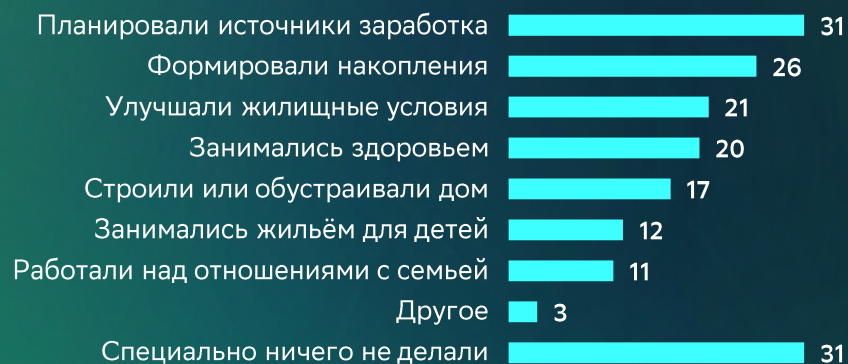 Планировали источники заработка 31
Формировали накопления 26
Улучшали жилищные условия 21
Занимались здоровьем 20
Строили или обустраивали дом 17
Занимались жильём для детей 12
Работали над отношениями с семьей 11
Другое 3
Специально ничего не делали 31